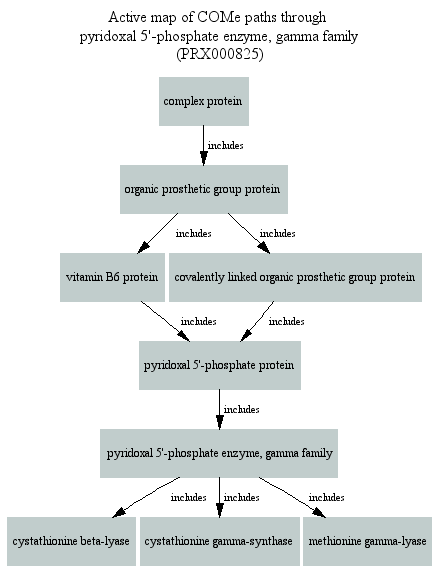 Active map of COMe paths through
pyridoxal 5'-phosphate enzyme, gamma family
(PRX000825)
complex protein
includes
organic prosthetic group protein
includes includes
vitamin B6 protein covalently linked organic prosthetic group protein
includes includes
pyridoxal 5'-phosphate protein
includes
pyridoxal 5'-phosphate enzyme, gamma family
includes includes includes
cystathionine beta-lyase cystathionine gamma-synthase methionine gamma-lyase